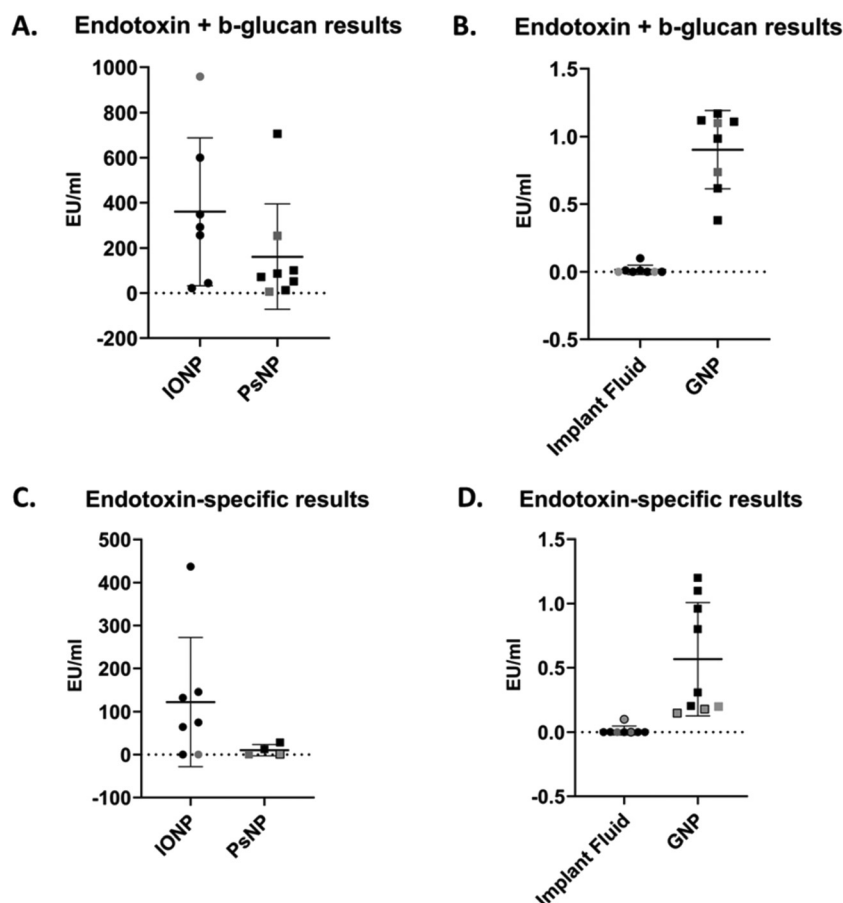 A. Endotoxin + b-glucan results
1000
800
600
400
200
0
-200
EU/ml
IONP
PsNP
B. Endotoxin + b-glucan results
1.5
1.0
0.5
0.0
-0.5
EU/ml
Implant Fluid
GNP
C. Endotoxin-specific results
500
400
300
200
100
0
-100
EU/ml
IONP
PsNP
D. Endotoxin-specific results
1.5
1.0
0.5
0.0
-0.5
EU/ml
Implant Fluid
GNP